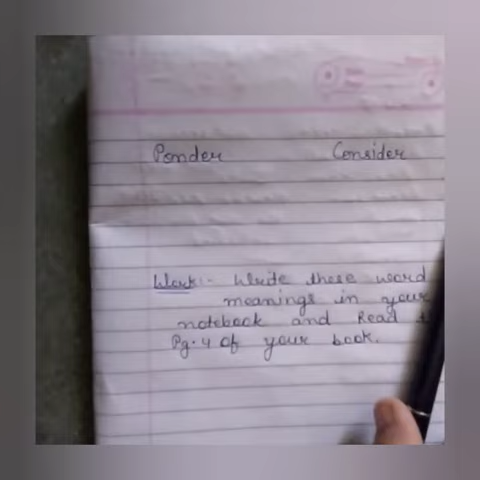 Ponder Consider
Work:- Write these word
meanings in your
notebook and Read
Pg. 4 of your book.